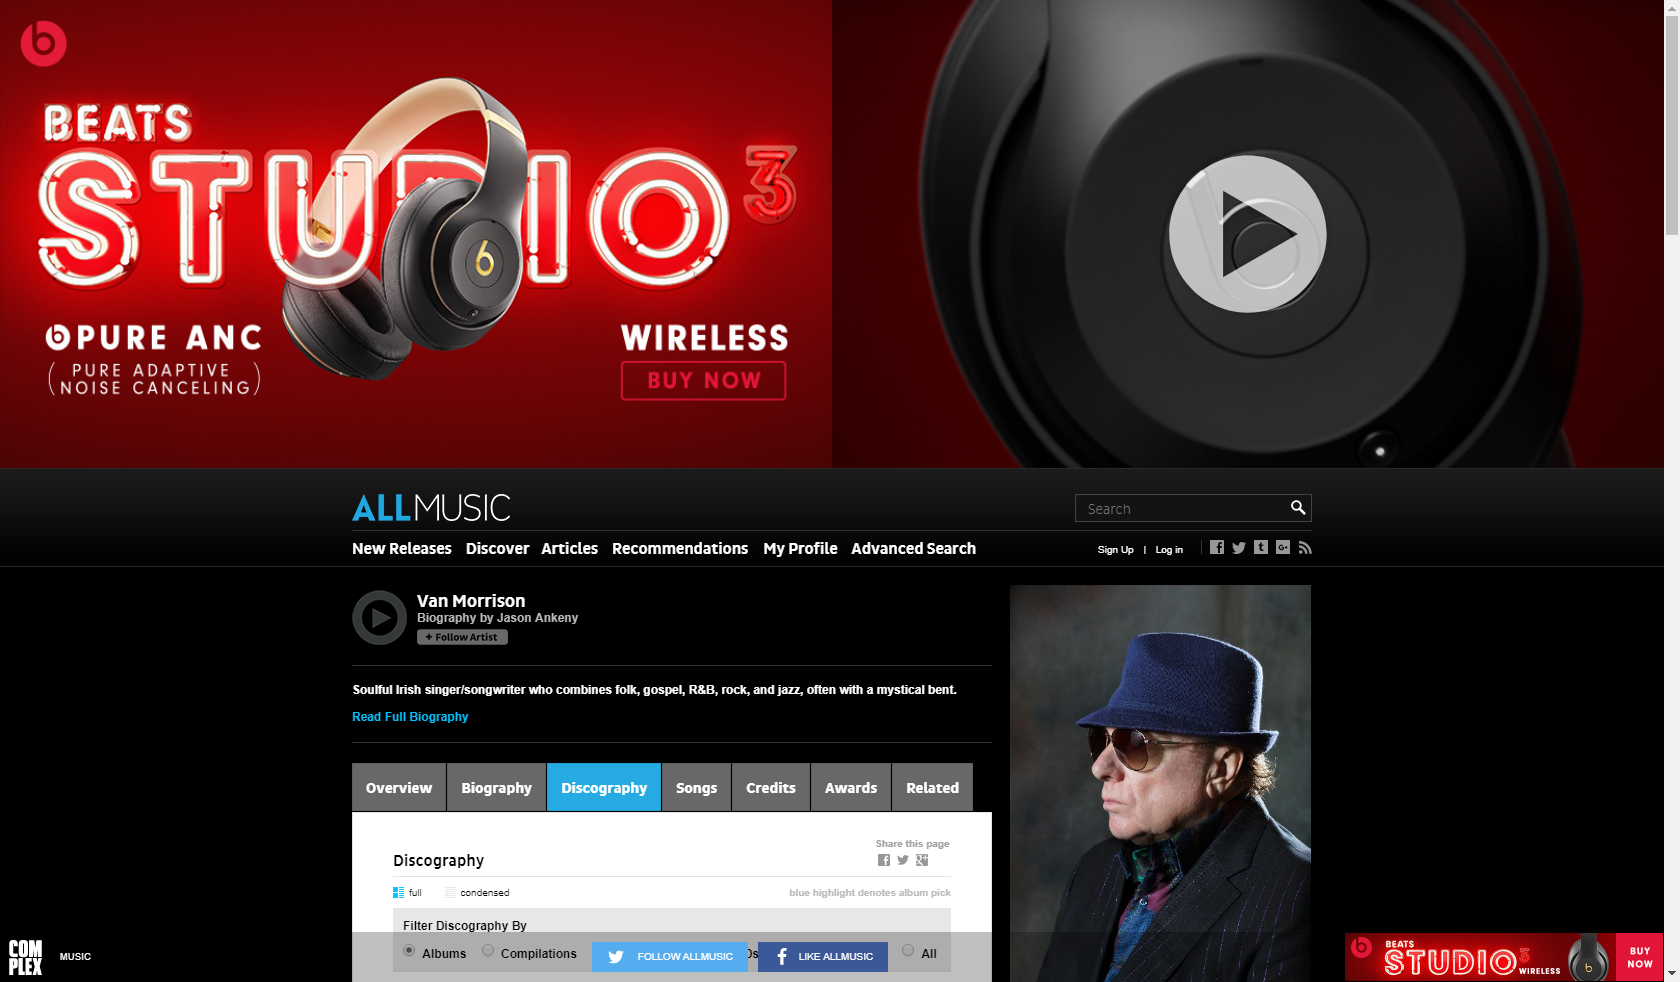 BEATS
STUDIO3
PURE ANC
(PURE ADAPTIVE
NOISE CANCELING)
WIRELESS
BUY NOW
ALLMUSIC
Search
New Releases Discover Articles Recommendations My Profile Advanced Search
Sign Up | Log in
Van Morrison
Biography by Jason Ankeny
+ Follow Artist
Soulful Irish singer/songwriter who combines folk, gospel, R&B, rock, and jazz, often with a mystical bent.
Read Full Biography
Overview Biography Discography Songs Credits Awards Related
Share this page
Discography
full condensed blue highlight denotes album pick
Filter Discography By
Albums Compilations All
FOLLOW ALLMUSIC LIKE ALLMUSIC
COMPLEX
MUSIC
BEATS
STUDIO3
WIRELESS
BUY
NOW